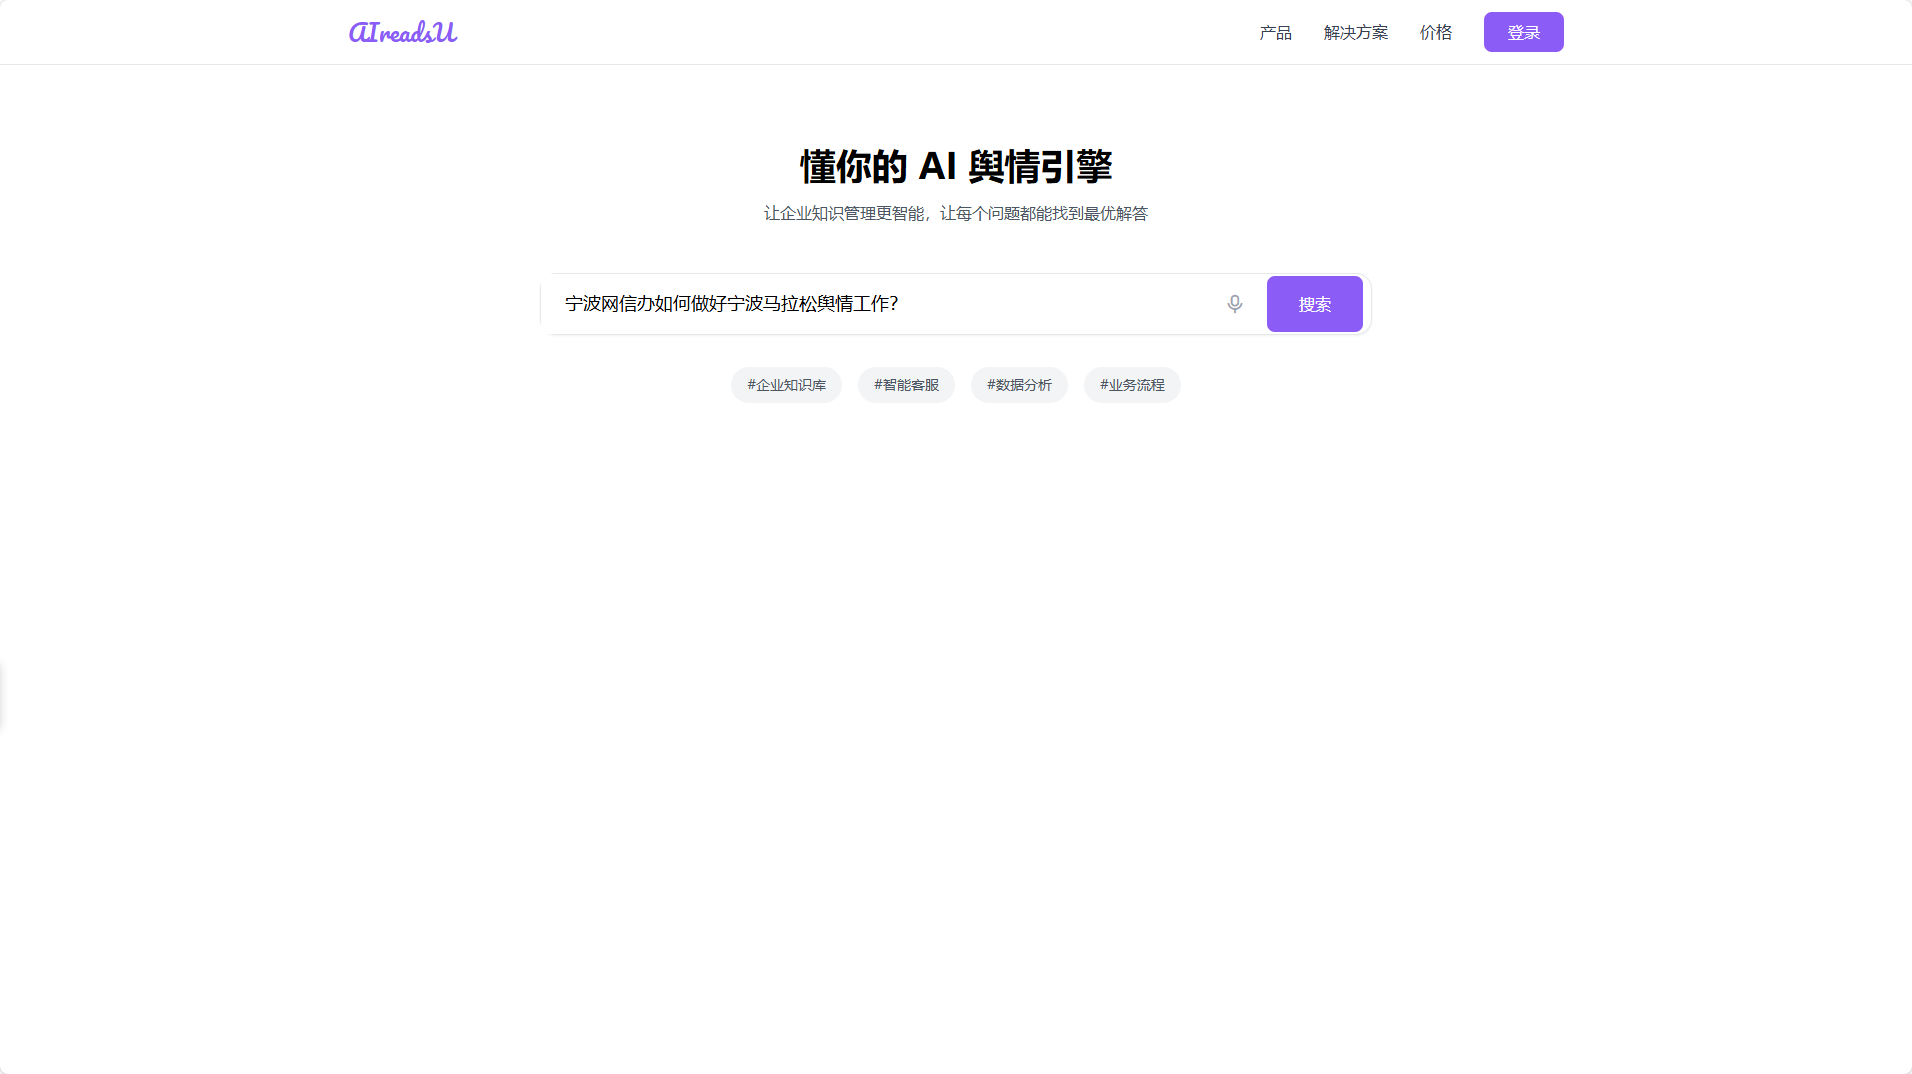 AIreadsU
产品 解决方案 价格 登录
懂你的 AI 舆情引擎
让企业知识管理更智能，让每个问题都能找到最优解答
宁波网信办如何做好宁波马拉松舆情工作？
搜索
#企业知识库 #智能客服 #数据分析 #业务流程